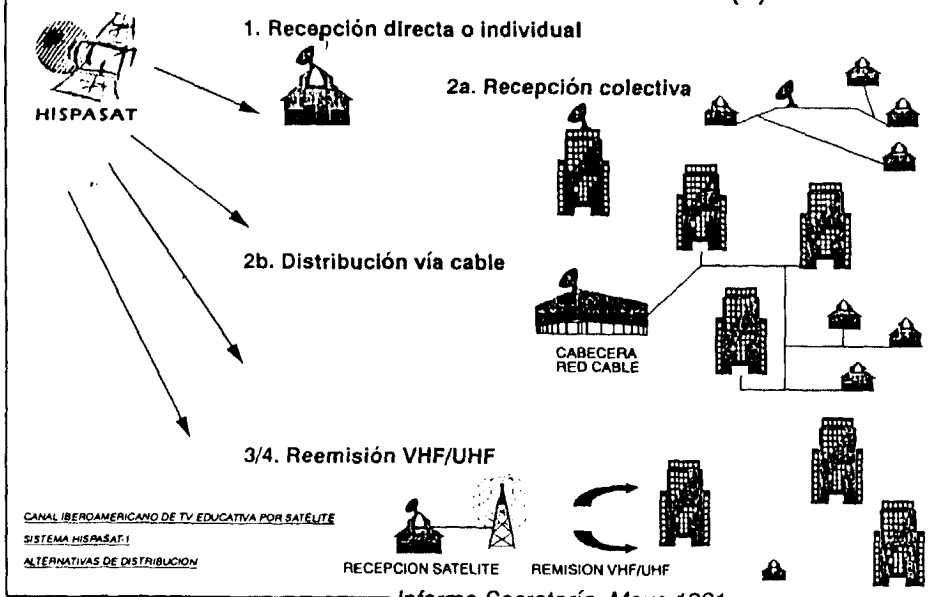 1. Recepción directa o individual
HISPASAT
2a. Recepción colectiva
2b. Distribución vía cable
CABECERA
RED CABLE
3/4. Reemisión VHF/UHF
CANAL IBEROAMERICANO DE TV EDUCATIVA POR SATÉLITE
SISTEMA HISPASAT-1
ALTERNATIVAS DE DISTRIBUCION
RECEPCION SATELITE
REMISION VHF/UHF
Informe Secretaría, Mayo 1991